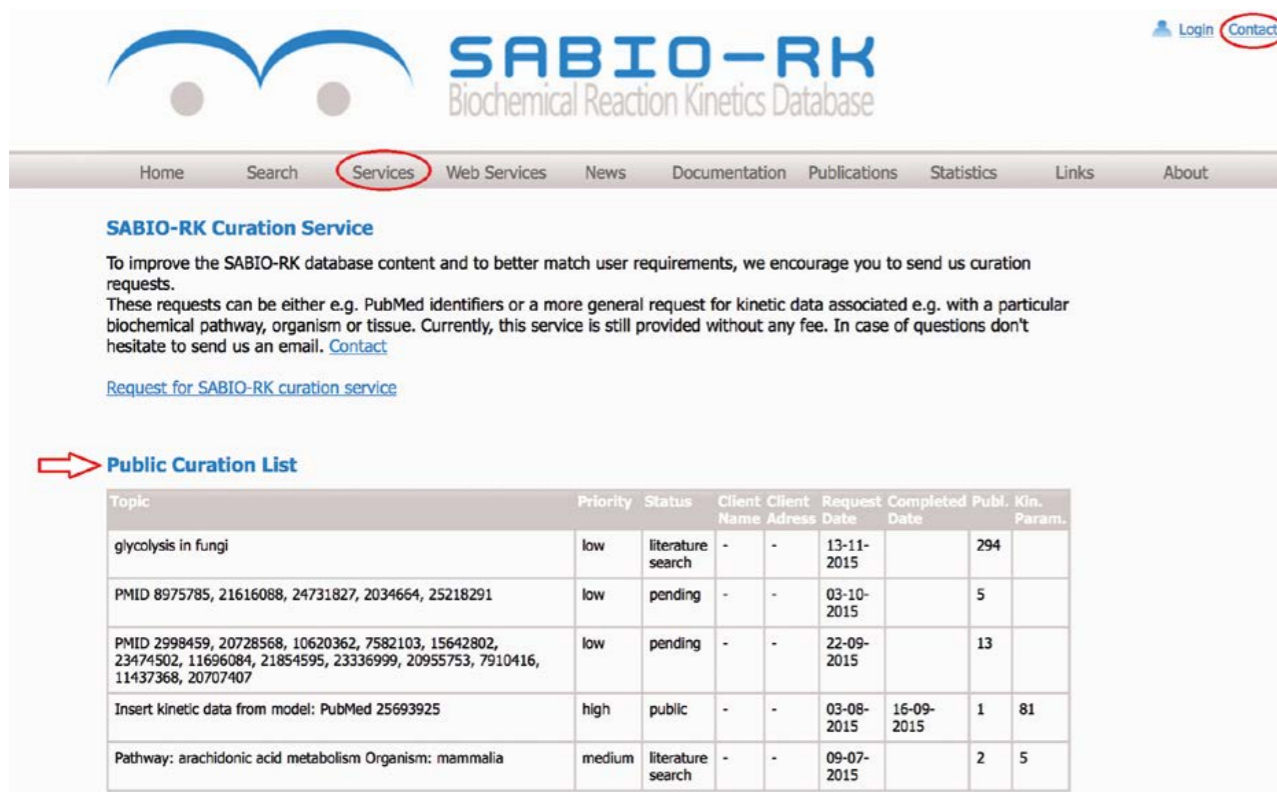 Login Contact
SABIO-RK
Biochemical Reaction Kinetics Database
Home Search Services Web Services News Documentation Publications Statistics Links About
SABIO-RK Curation Service
To improve the SABIO-RK database content and to better match user requirements, we encourage you to send us curation
requests.
These requests can be either e.g. PubMed identifiers or a more general request for kinetic data associated e.g. with a particular
biochemical pathway, organism or tissue. Currently, this service is still provided without any fee. In case of questions don't
hesitate to send us an email. Contact
Request for SABIO-RK curation service
Public Curation List
Topic Priority Status Client Client Request Completed Publ. Kin.
Name Adress Date Date Param.
glycolysis in fungi low literature - - 13-11- 294
search 2015
PMID 8975785, 21616088, 24731827, 2034664, 25218291 low pending - - 03-10- 5
2015
PMID 2998459, 20728568, 10620362, 7582103, 15642802, low pending - - 22-09- 13
23474502, 11696084, 21854595, 23336999, 20955753, 7910416, 2015
11437368, 20707407
Insert kinetic data from model: PubMed 25693925 high public - - 03-08- 16-09- 1 81
2015 2015
Pathway: arachidonic acid metabolism Organism: mammalia medium literature - - 09-07- 2 5
search 2015